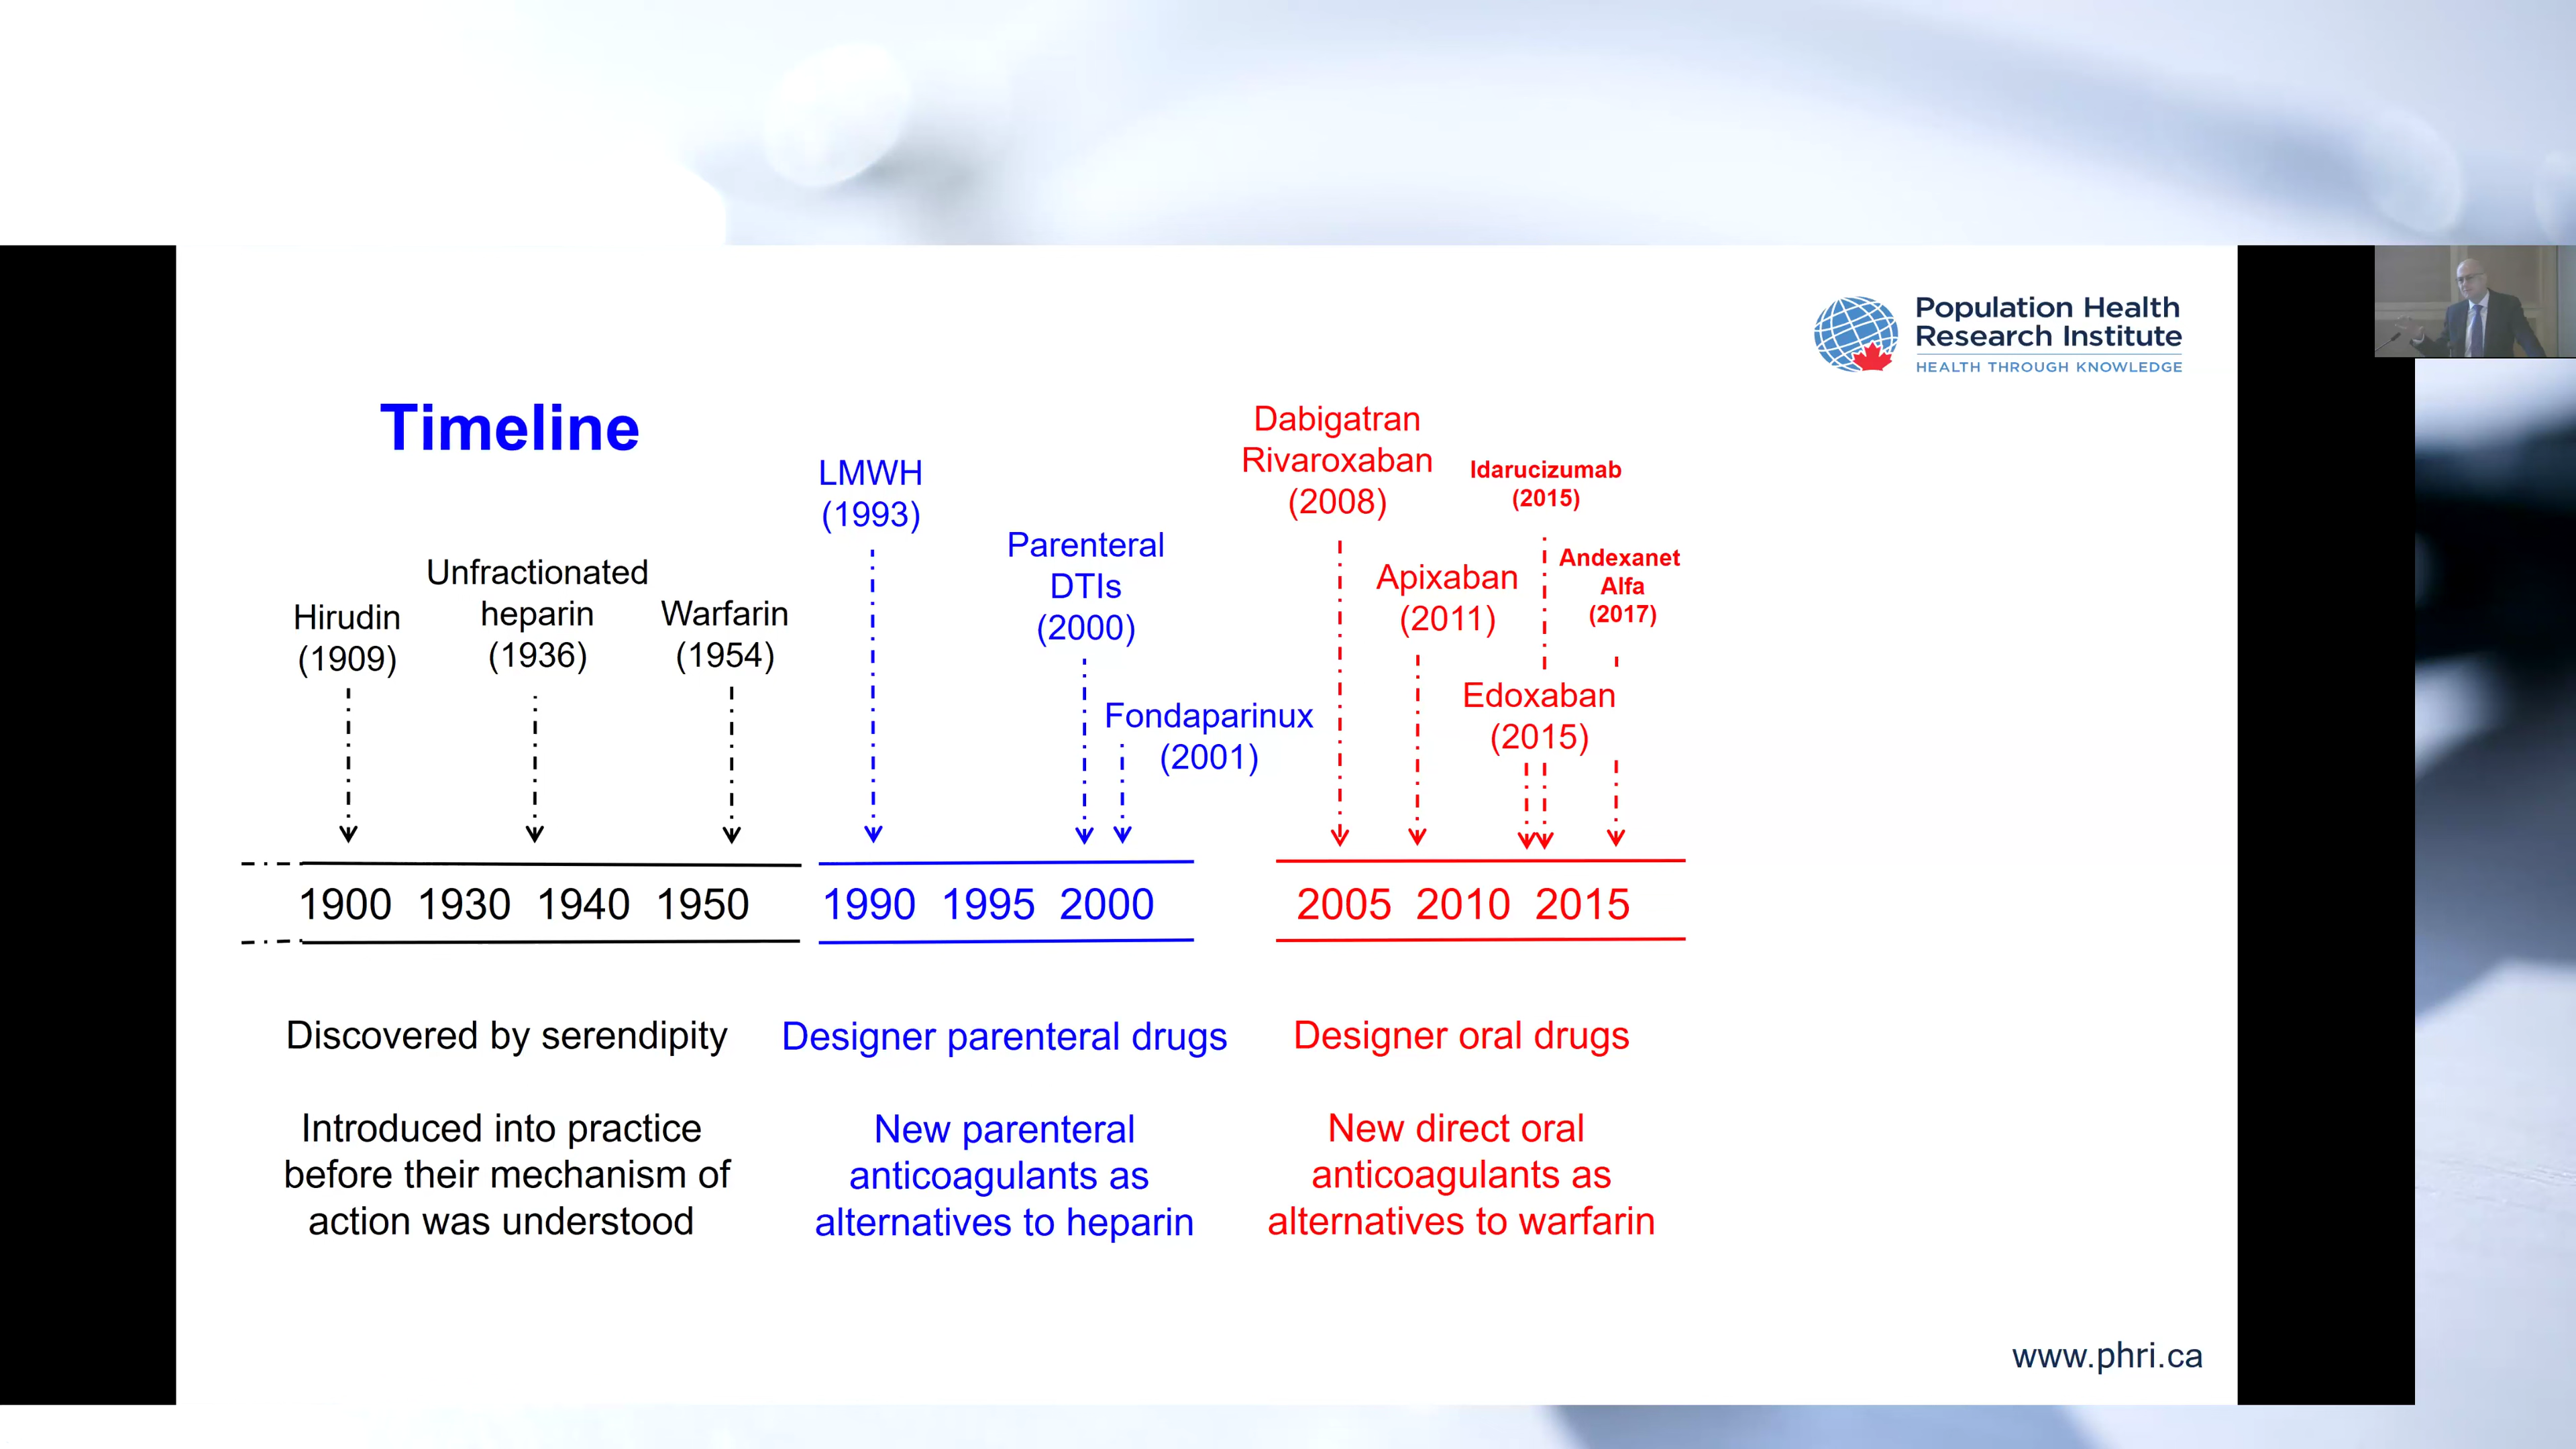 Population Health
Research Institute
HEALTH THROUGH KNOWLEDGE
Timeline
Hirudin
(1909)
Unfractionated
heparin
(1936)
Warfarin
(1954)
LMWH
(1993)
Parenteral
DTIs
(2000)
Fondaparinux
(2001)
Dabigatran
Rivaroxaban
(2008)
Apixaban
(2011)
Idarucizumab
(2015)
Edoxaban
(2015)
Andexanet
Alfa
(2017)
1900 1930 1940 1950 1990 1995 2000 2005 2010 2015
Discovered by serendipity
Introduced into practice
before their mechanism of
action was understood
Designer parenteral drugs
New parenteral
anticoagulants as
alternatives to heparin
Designer oral drugs
New direct oral
anticoagulants as
alternatives to warfarin
www.phri.ca